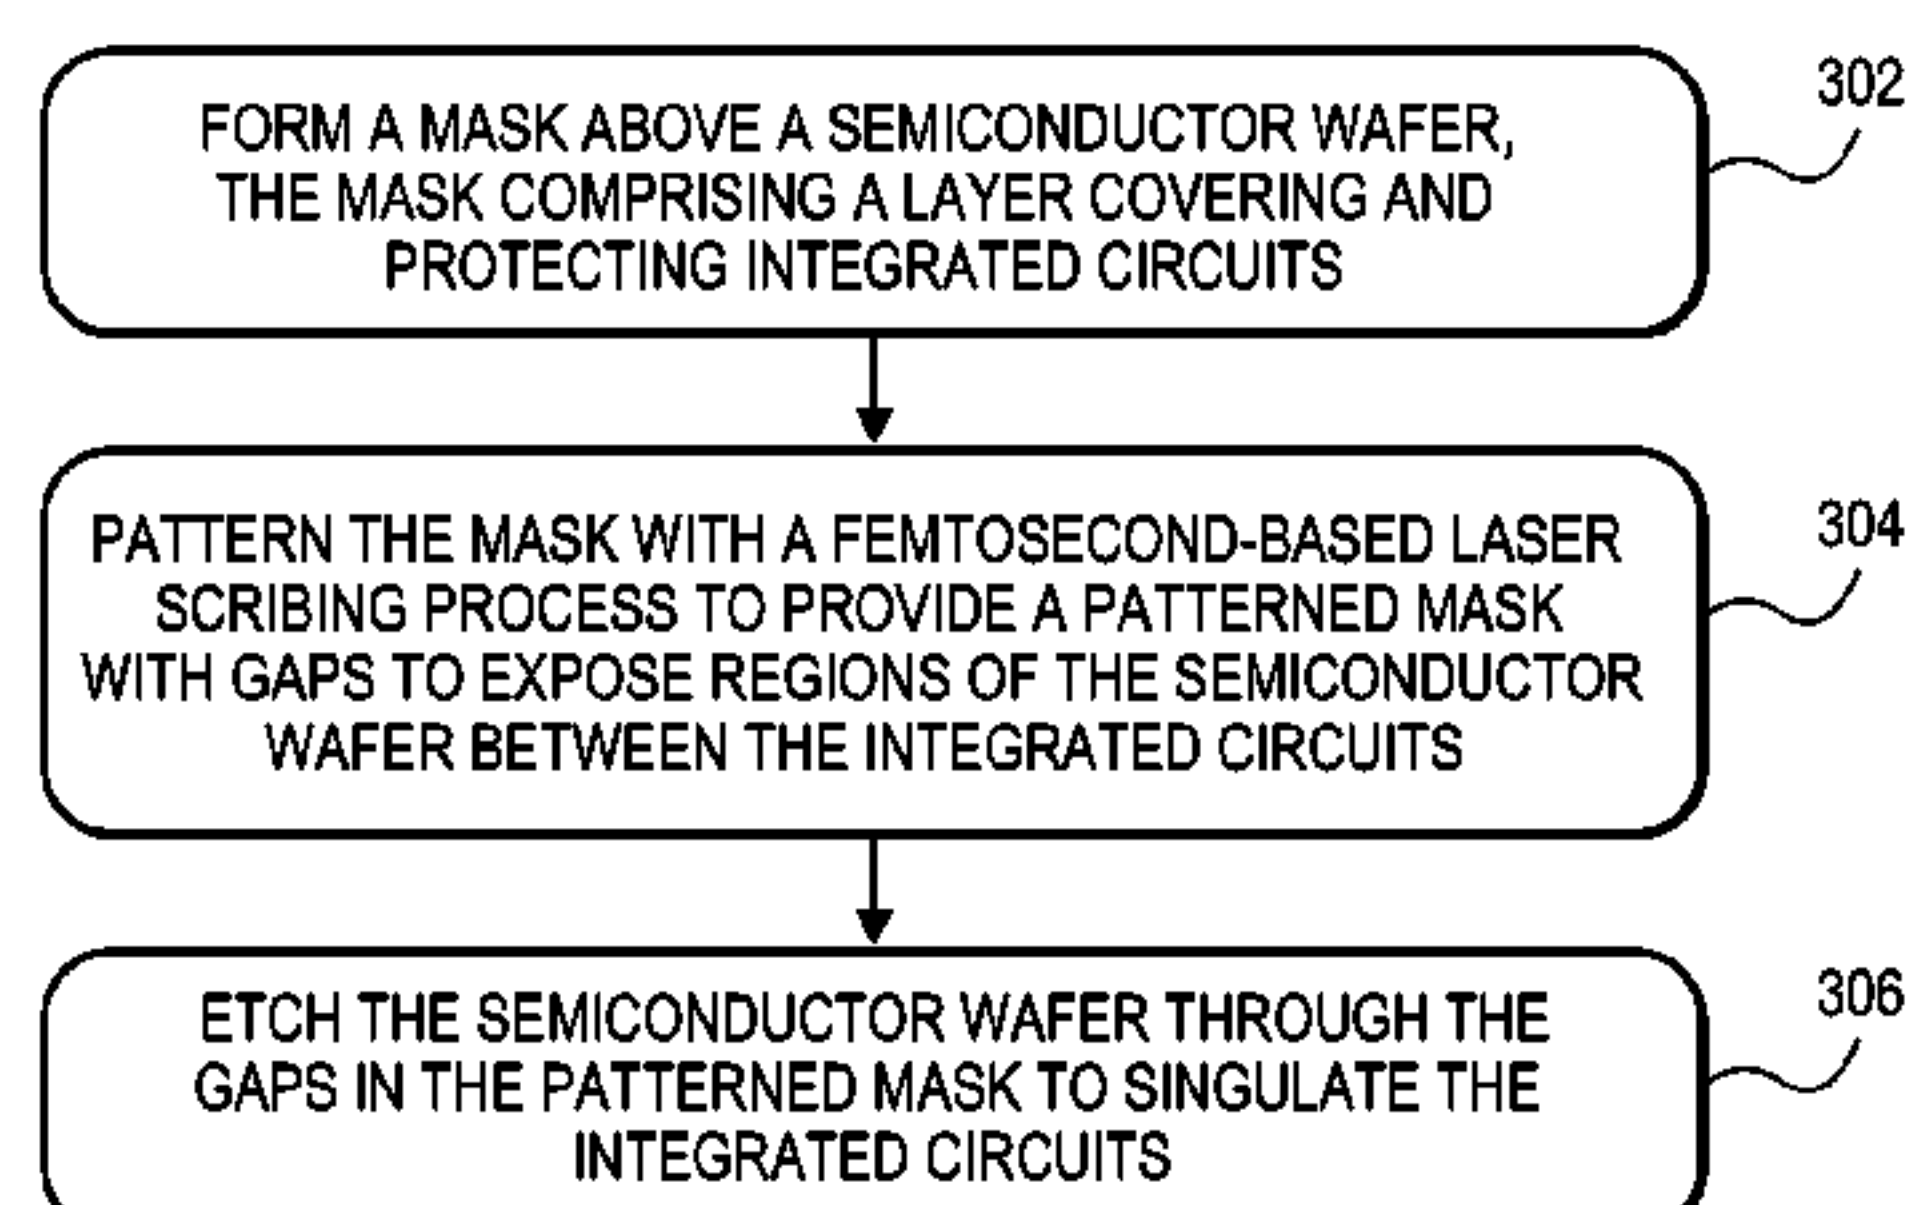 FORM A MASK ABOVE A SEMICONDUCTOR WAFER,
THE MASK COMPRISING A LAYER COVERING AND
PROTECTING INTEGRATED CIRCUITS
302
PATTERN THE MASK WITH A FEMTOSECOND-BASED LASER
SCRIBING PROCESS TO PROVIDE A PATTERNED MASK
WITH GAPS TO EXPOSE REGIONS OF THE SEMICONDUCTOR
WAFER BETWEEN THE INTEGRATED CIRCUITS
304
ETCH THE SEMICONDUCTOR WAFER THROUGH THE
GAPS IN THE PATTERNED MASK TO SINGULATE THE
INTEGRATED CIRCUITS
306